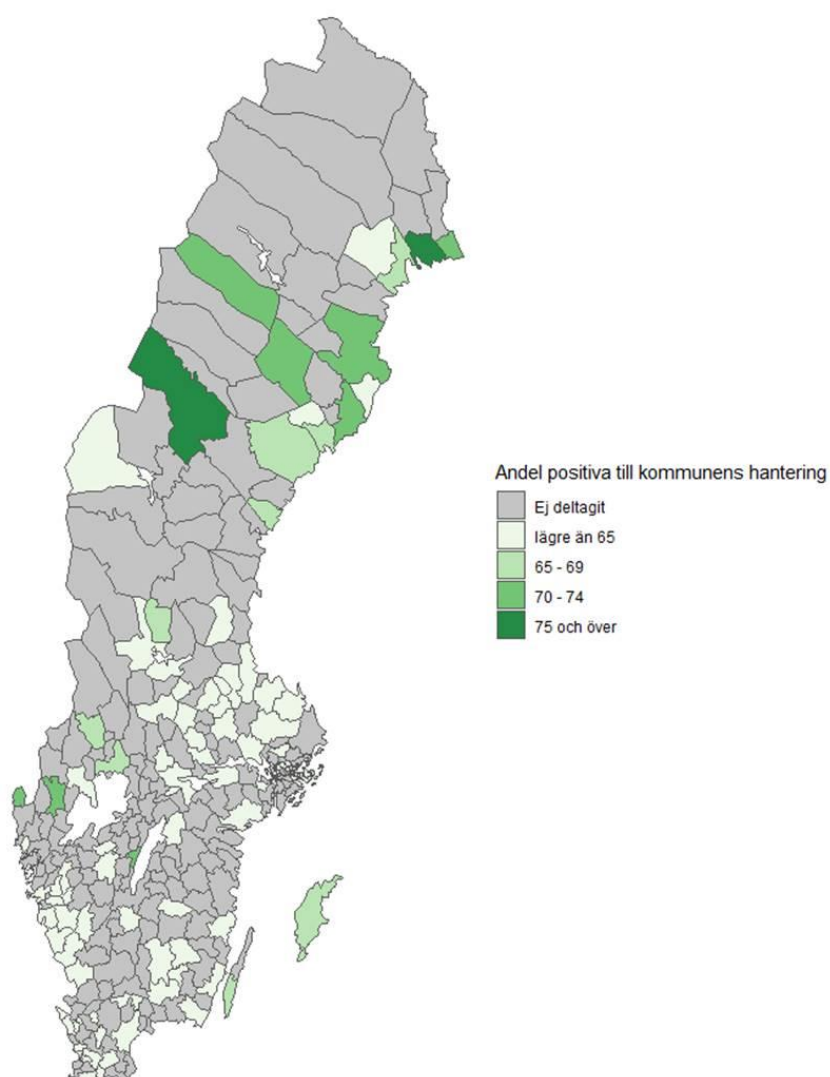 Andel positiva till kommunens hantering
Ej deltagit
lägre än 65
65 - 69
70 - 74
75 och över